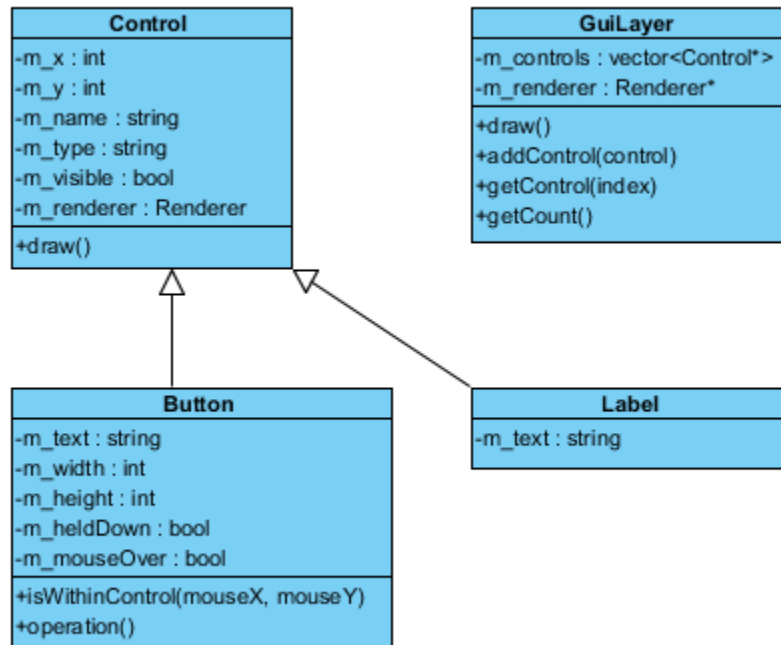 Control
-m_x : int
-m_y : int
-m_name : string
-m_type : string
-m_visible : bool
-m_renderer : Renderer
+draw()
GuiLayer
-m_controls : vector<Control*>
-m_renderer : Renderer*
+draw()
+addControl(control)
+getControl(index)
+getCount()
Button
-m_text : string
-m_width : int
-m_height : int
-m_heldDown : bool
-m_mouseOver : bool
+isWithinControl(mouseX, mouseY)
+operation()
Label
-m_text : string